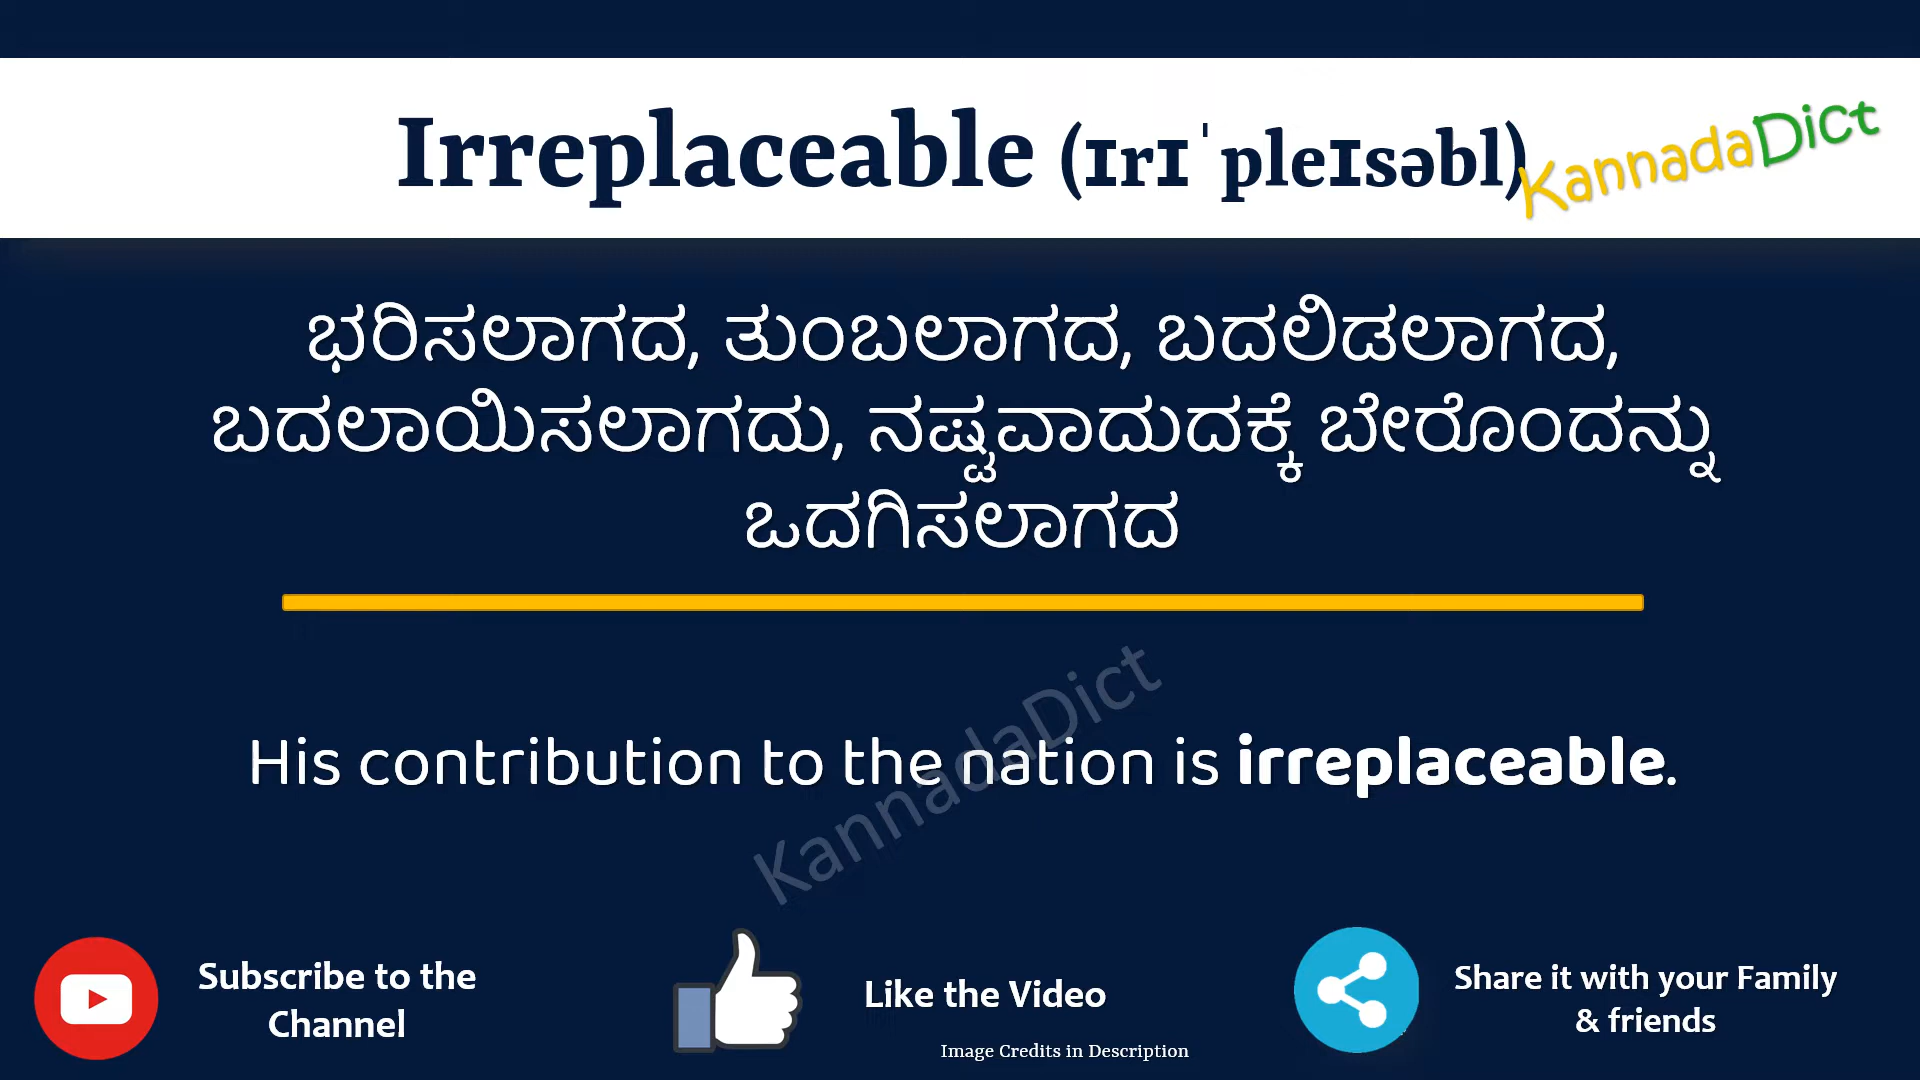 Irreplaceable (ɪrɪˈpleɪsəbl)
KannadaDict
ಭರಿಸಲಾಗದ, ತುಂಬಲಾಗದ, ಬದಲಿಡಲಾಗದ,
ಬದಲಾಯಿಸಲಾಗದು, ನಷ್ಟವಾದುದಕ್ಕೆ ಬೇರೊಂದನ್ನು
ಒದಗಿಸಲಾಗದ
KannadaDict
His contribution to the nation is irreplaceable.
Subscribe to the
Channel
Like the Video
Share it with your Family
& friends
Image Credits in Description